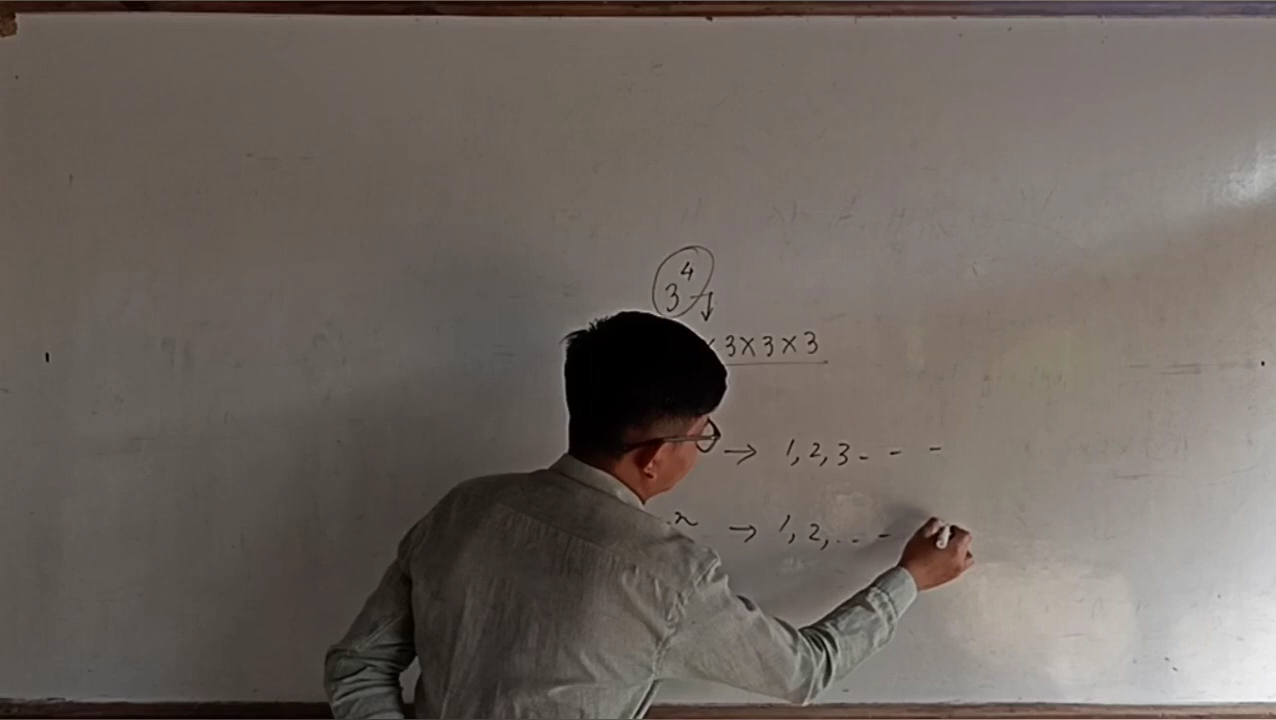 3⁴
×3×3×3
→ 1,2,3- - -
x → 1,2,- - -